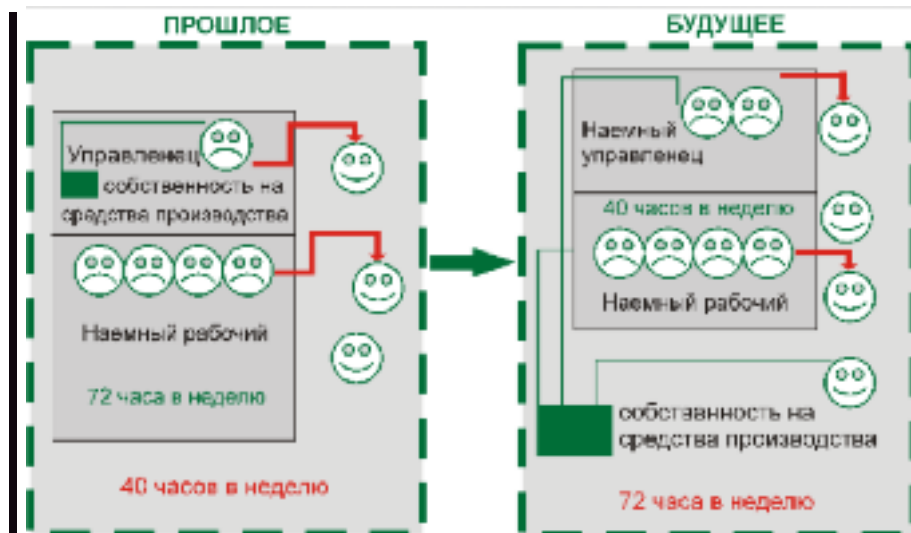 ПРОШЛОЕ
Управленец
собственность на
средства производства
Наемный рабочий
72 часа в неделю
40 часов в неделю
БУДУЩЕЕ
Наемный
управленец
40 часов в неделю
Наемный рабочий
собственность на
средства производства
72 часа в неделю